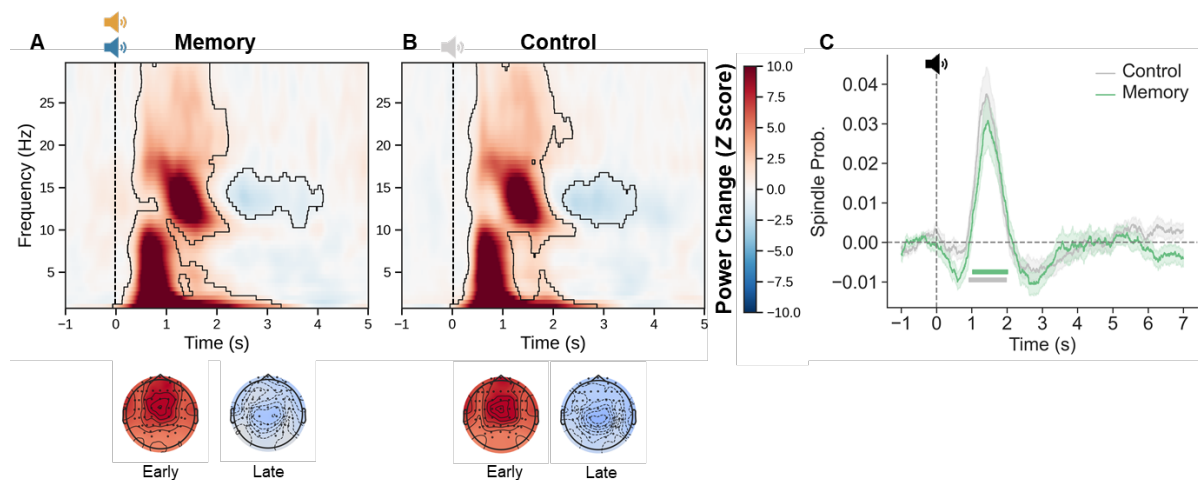 A
Memory
B
Control
C
25
20
15
10
5
Frequency (Hz)
-1
0
1
2
3
4
5
Time (s)
25
20
15
10
5
-1
0
1
2
3
4
5
Time (s)
Power Change (Z Score)
10.0
7.5
5.0
2.5
0.0
-2.5
-5.0
-7.5
-10.0
Control
Memory
Spindle Prob.
0.04
0.03
0.02
0.01
0.00
-0.01
−1 0 1 2 3 4 5 6 7
Time (s)
Early
Late
Early
Late